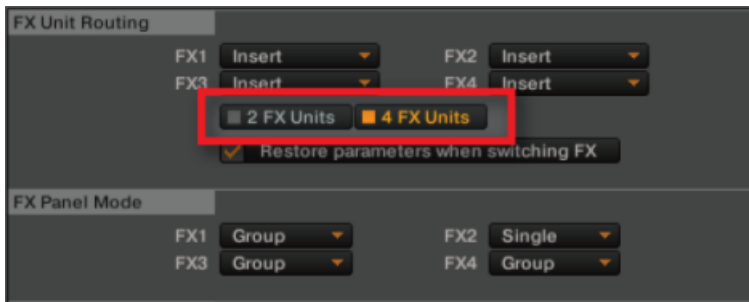 FX Unit Routing
FX1 Insert FX2 Insert
FX3 Insert FX4 Insert
2 FX Units 4 FX Units
Restore parameters when switching FX
FX Panel Mode
FX1 Group FX2 Single
FX3 Group FX4 Group